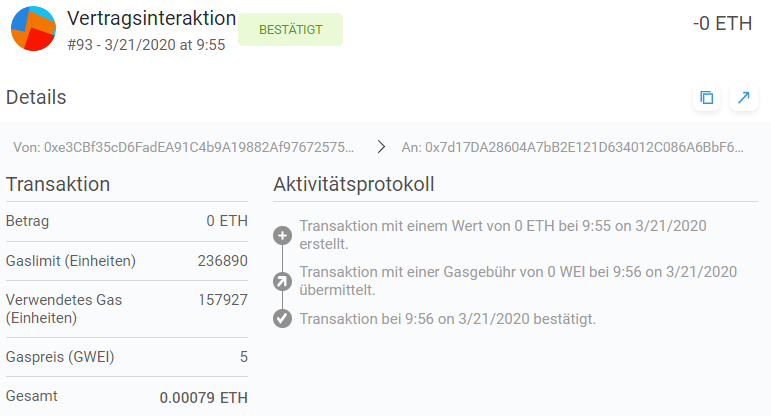 Vertragsinteraktion
BESTÄTIGT
-0 ETH
#93 - 3/21/2020 at 9:55
Details
Von: 0xe3CBf35cD6FadEA91C4b9A19882Af97672575…
An: 0x7d17DA28604A7bB2E121D634012C086A6BbF6…
Transaktion
Betrag
0 ETH
Gaslimit (Einheiten)
236890
Verwendetes Gas
(Einheiten)
157927
Gaspreis (GWEI)
5
Gesamt
0.00079 ETH
Aktivitätsprotokoll
Transaktion mit einem Wert von 0 ETH bei 9:55 on 3/21/2020
erstellt.
Transaktion mit einer Gasgebühr von 0 WEI bei 9:56 on 3/21/2020
übermittelt.
Transaktion bei 9:56 on 3/21/2020 bestätigt.